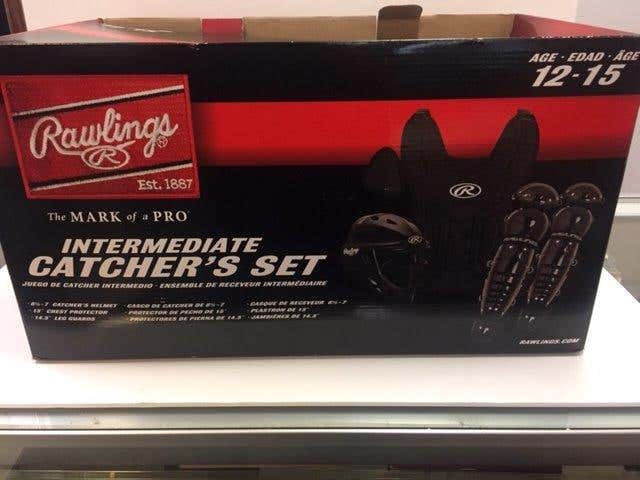 AGE · EDAD · ÂGE
12-15
Rawlings®
R
Est. 1887
The MARK of a PRO
R
INTERMEDIATE
CATCHER'S SET
JUEGO DE CATCHER INTERMEDIO · ENSEMBLE DE RECEVEUR INTERMÉDIAIRE
6½-7 CATCHER'S HELMET · CASCO DE CATCHER DE 6½-7 · CASQUE DE RECEVEUR 6½-7
· 15" CHEST PROTECTOR · PROTECTOR DE PECHO DE 15" · PLASTRON DE 15"
· 14.5" LEG GUARDS · PROTECTORES DE PIERNA DE 14.5" · JAMBIÈRES DE 14.5"
RAWLINGS.COM